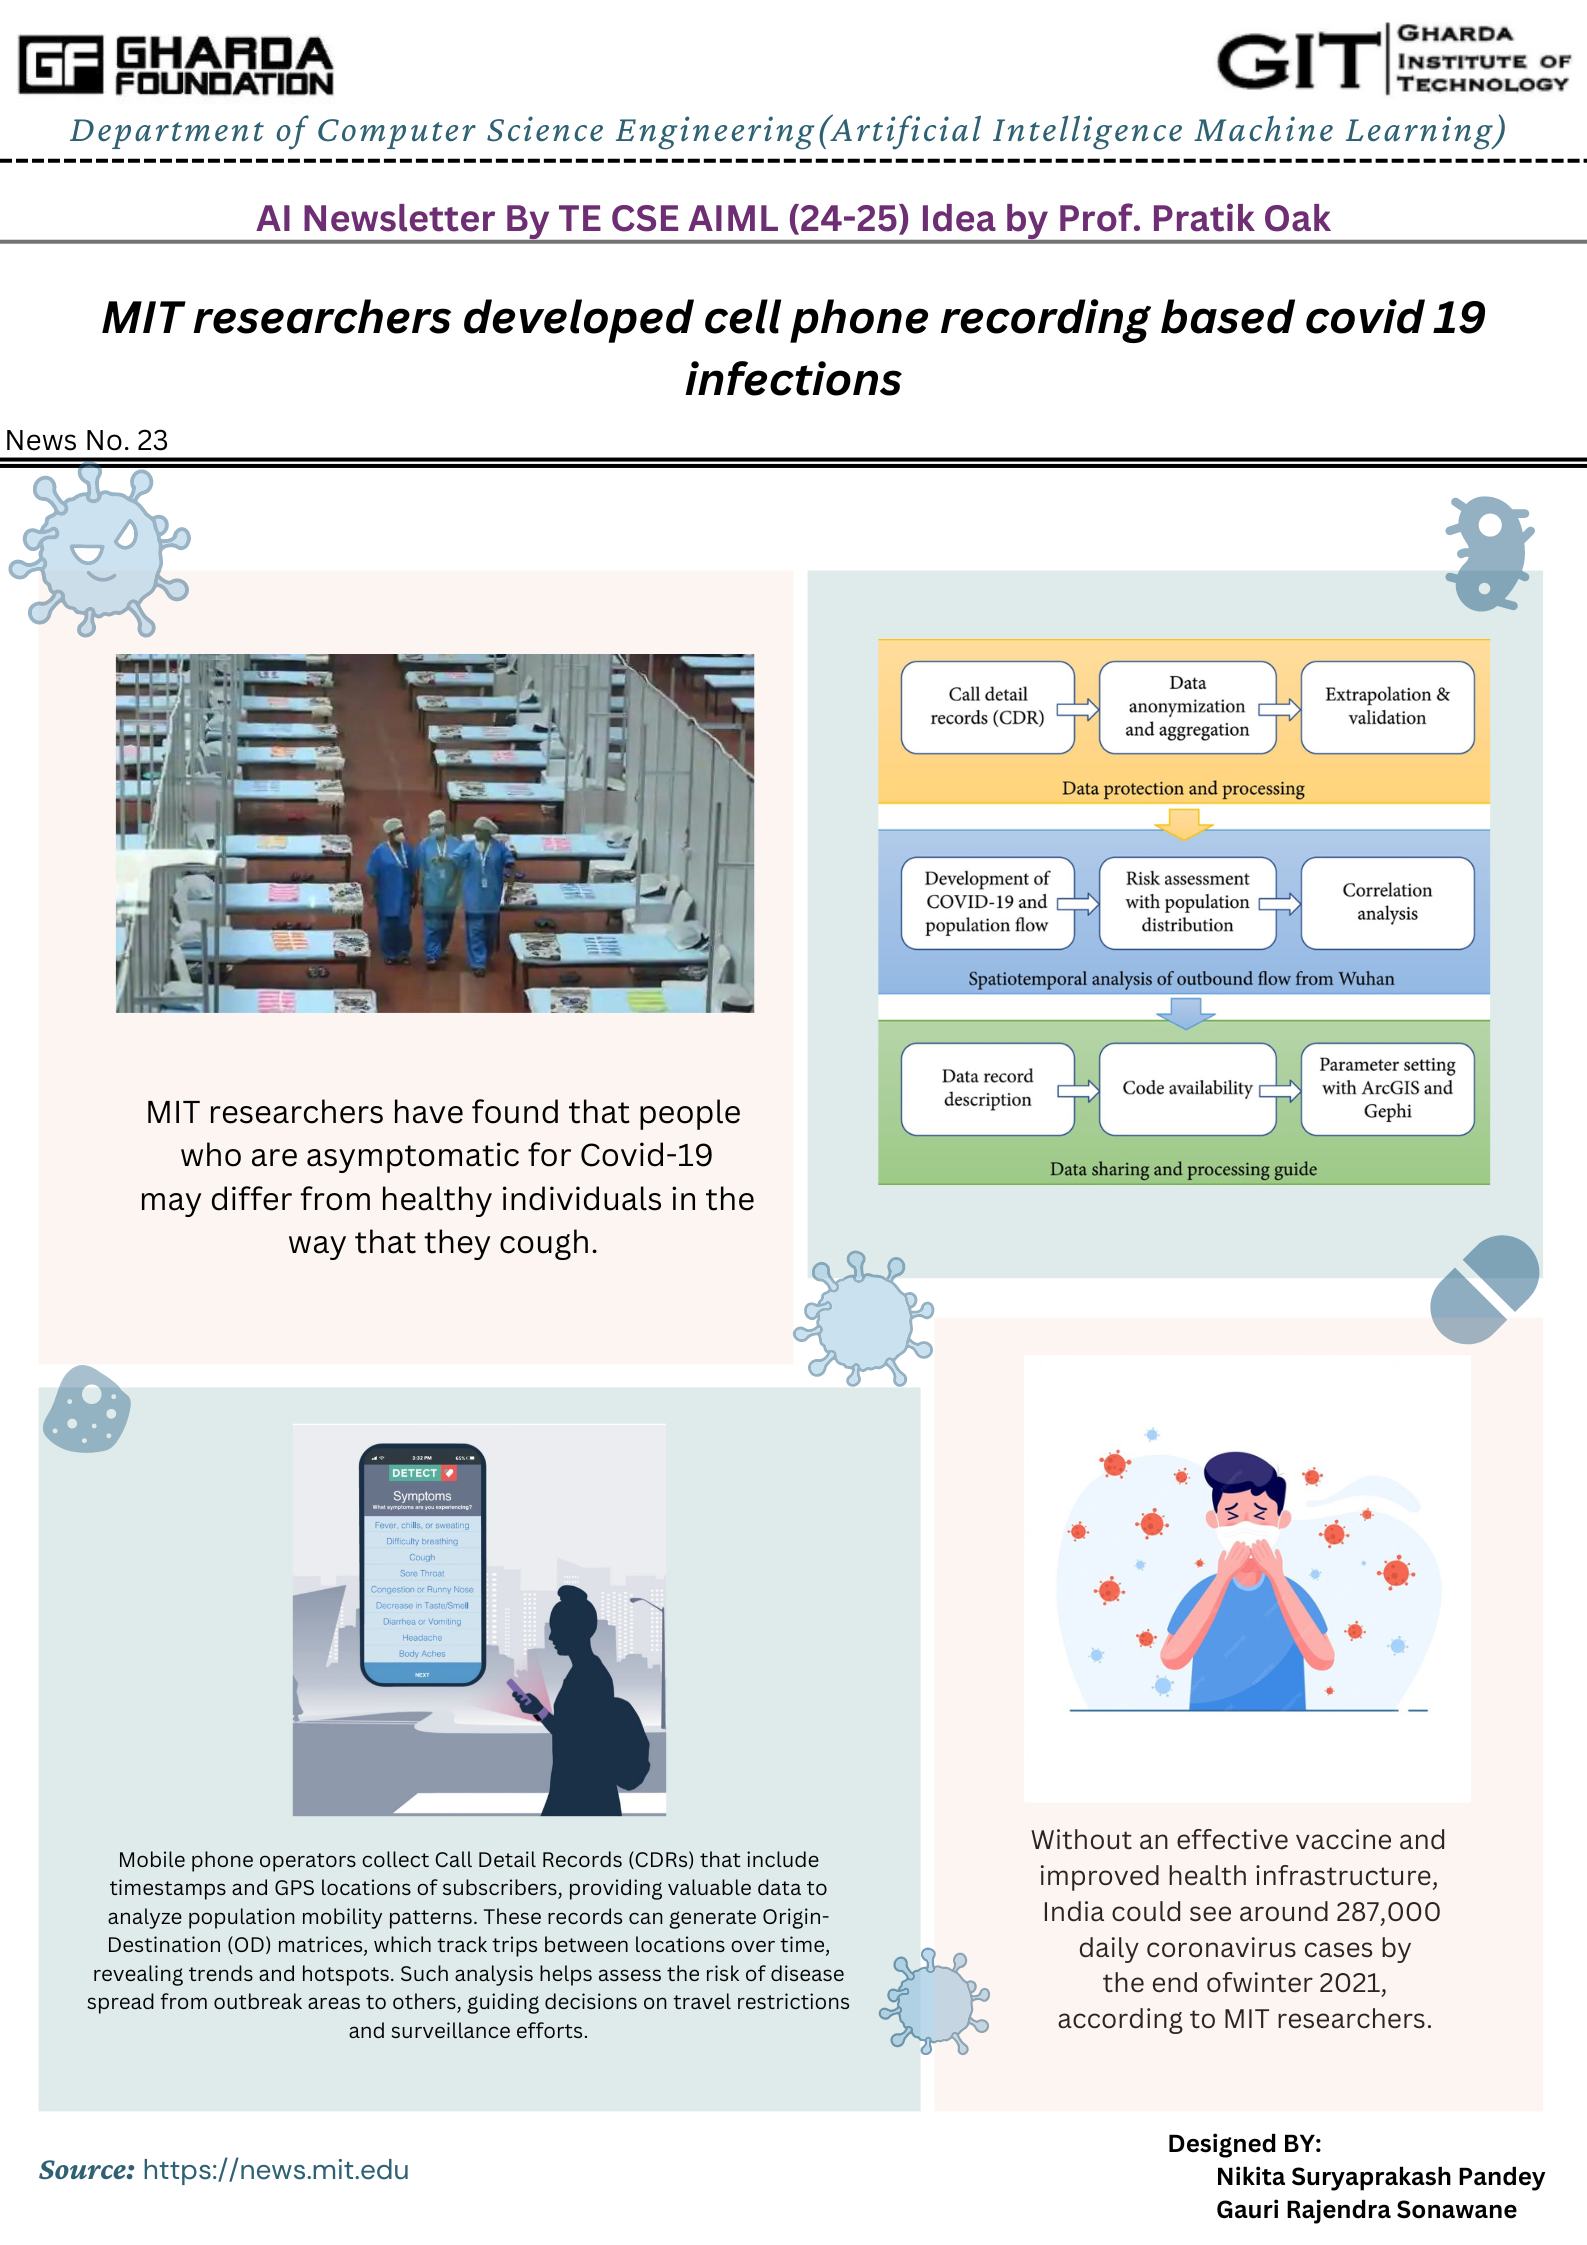 GF GHARDA
FOUNDATION
GIT GHARDA
INSTITUTE OF
TECHNOLOGY
Department of Computer Science Engineering(Artificial Intelligence Machine Learning)
AI Newsletter By TE CSE AIML (24-25) Idea by Prof. Pratik Oak
MIT researchers developed cell phone recording based covid 19
infections
News No. 23
Call detail
records (CDR)
Data
anonymization
and aggregation
Extrapolation &
validation
Data protection and processing
Development of
COVID-19 and
population flow
Risk assessment
with population
distribution
Correlation
analysis
Spatiotemporal analysis of outbound flow from Wuhan
Data record
description
Code availability
Parameter setting
with ArcGIS and
Gephi
Data sharing and processing guide
MIT researchers have found that people
who are asymptomatic for Covid-19
may differ from healthy individuals in the
way that they cough.
3:32 PM
65%
DETECT
Symptoms
What symptoms are you experiencing?
Fever, chills, or sweating
Difficulty breathing
Cough
Sore Throat
Congestion or Runny Nose
Decrease in Taste/Smell
Diarrhea or Vomiting
Headache
Body Aches
NEXT
Mobile phone operators collect Call Detail Records (CDRs) that include
timestamps and GPS locations of subscribers, providing valuable data to
analyze population mobility patterns. These records can generate Origin-
Destination (OD) matrices, which track trips between locations over time,
revealing trends and hotspots. Such analysis helps assess the risk of disease
spread from outbreak areas to others, guiding decisions on travel restrictions
and surveillance efforts.
Without an effective vaccine and
improved health infrastructure,
India could see around 287,000
daily coronavirus cases by
the end ofwinter 2021,
according to MIT researchers.
Source: https://news.mit.edu
Designed BY:
Nikita Suryaprakash Pandey
Gauri Rajendra Sonawane